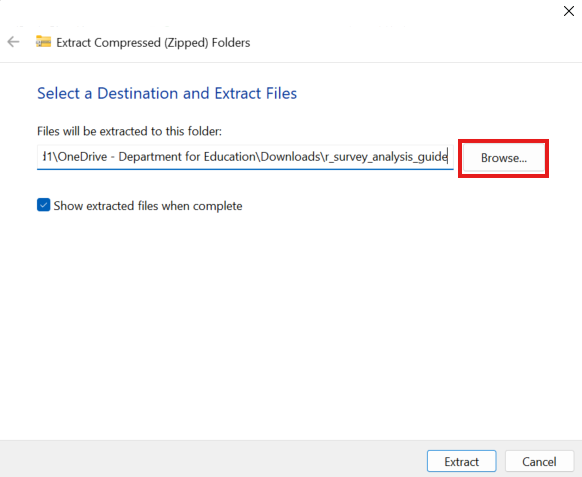 Extract Compressed (Zipped) Folders
Select a Destination and Extract Files
Files will be extracted to this folder:
1\OneDrive - Department for Education\Downloads\r_survey_analysis_guide
Browse...
Show extracted files when complete
Extract
Cancel